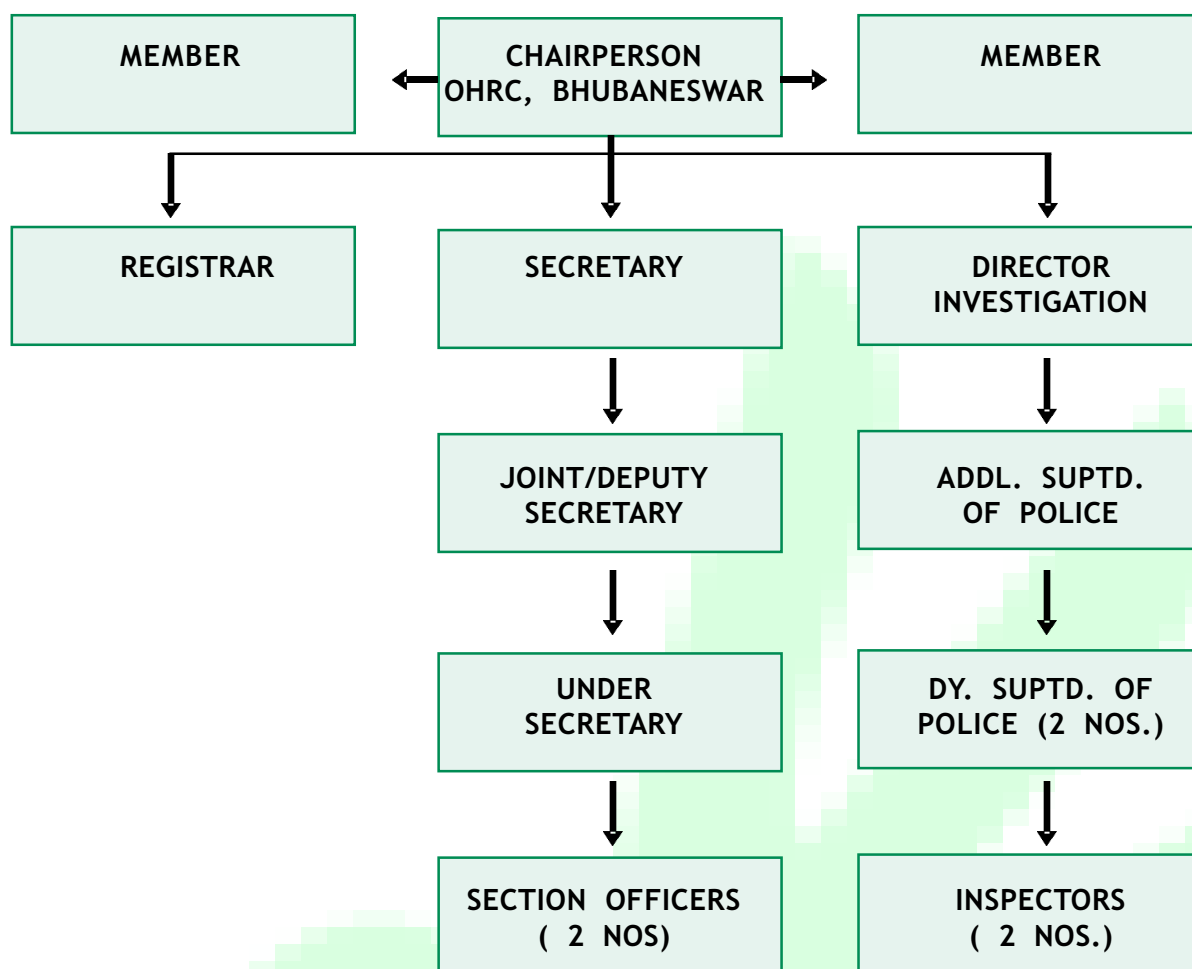 MEMBER
CHAIRPERSON
OHRC, BHUBANESWAR
MEMBER
REGISTRAR
SECRETARY
DIRECTOR
INVESTIGATION
JOINT/DEPUTY
SECRETARY
ADDL. SUPTD.
OF POLICE
UNDER
SECRETARY
DY. SUPTD. OF
POLICE (2 NOS.)
SECTION OFFICERS
( 2 NOS)
INSPECTORS
( 2 NOS.)